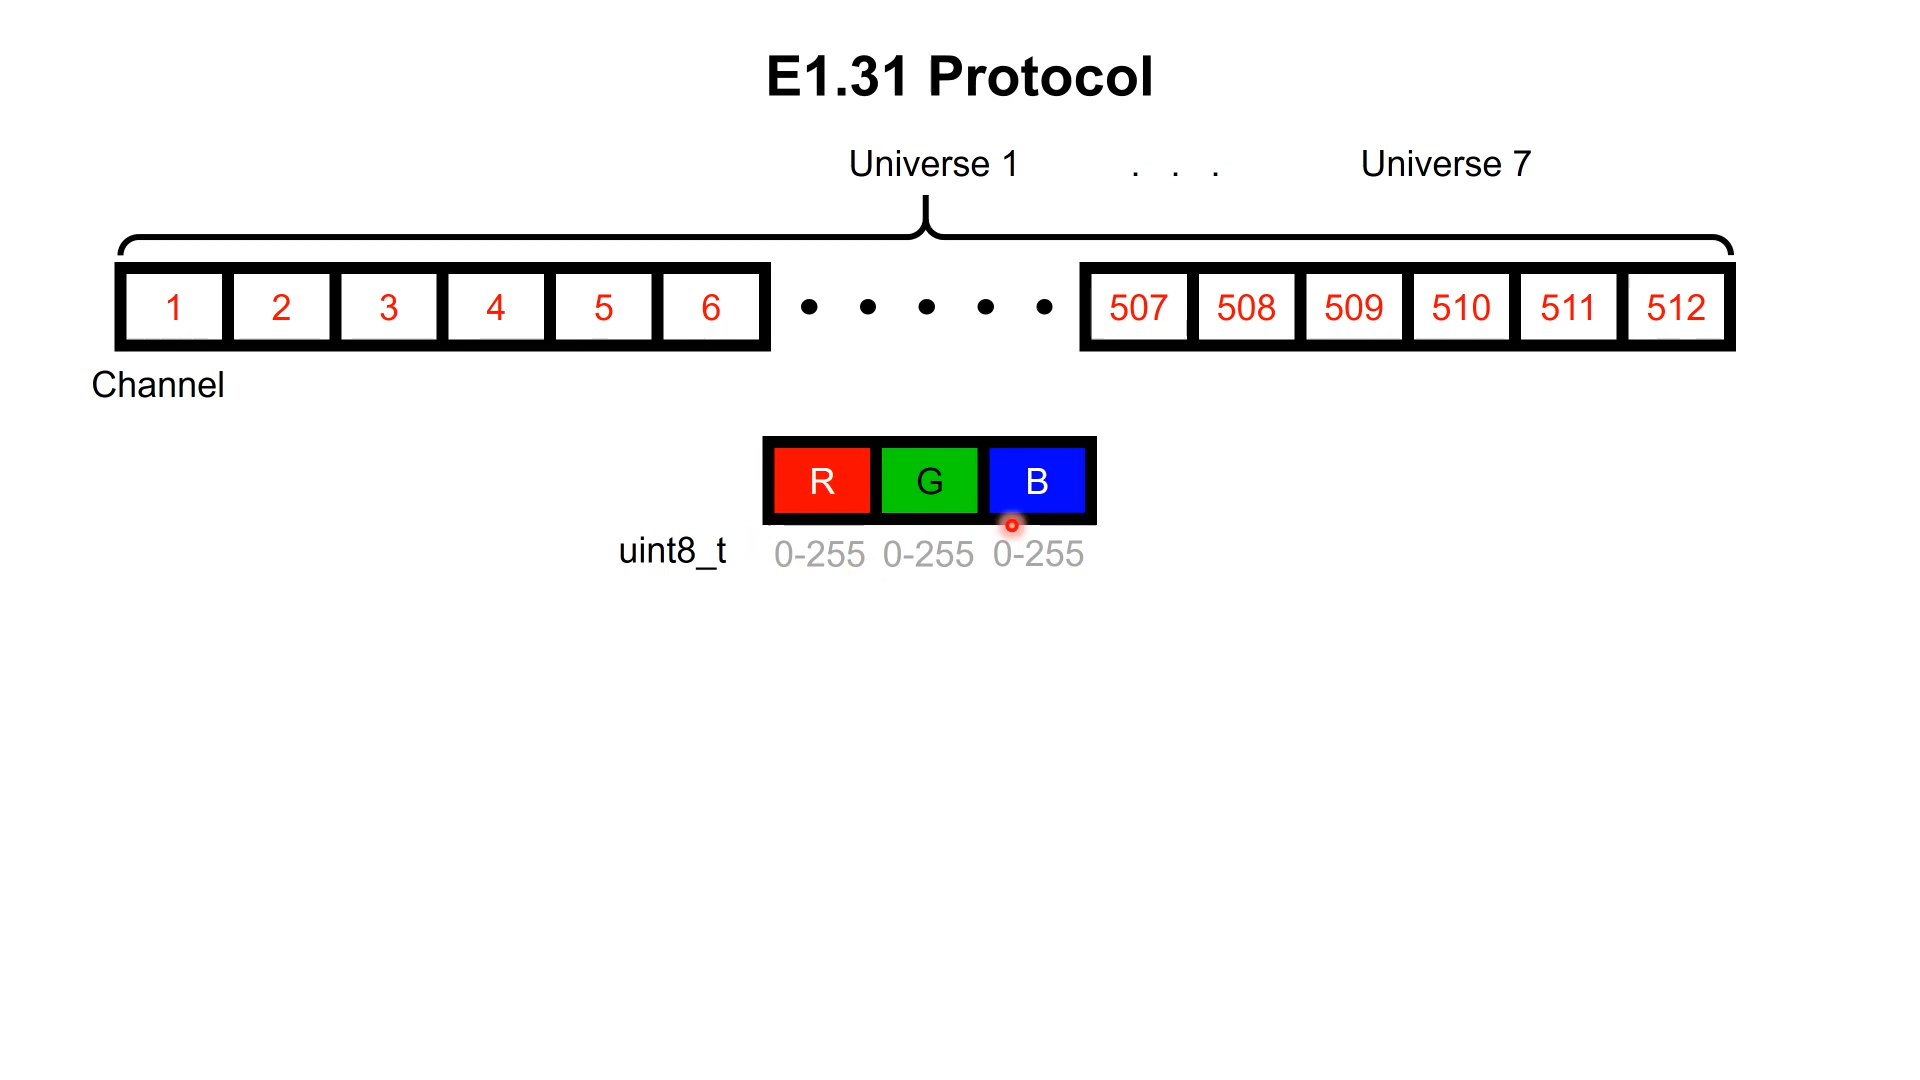 E1.31 Protocol
Universe 1 . . . Universe 7
1 2 3 4 5 6 • • • • • 507 508 509 510 511 512
Channel
R G B
uint8_t 0-255 0-255 0-255